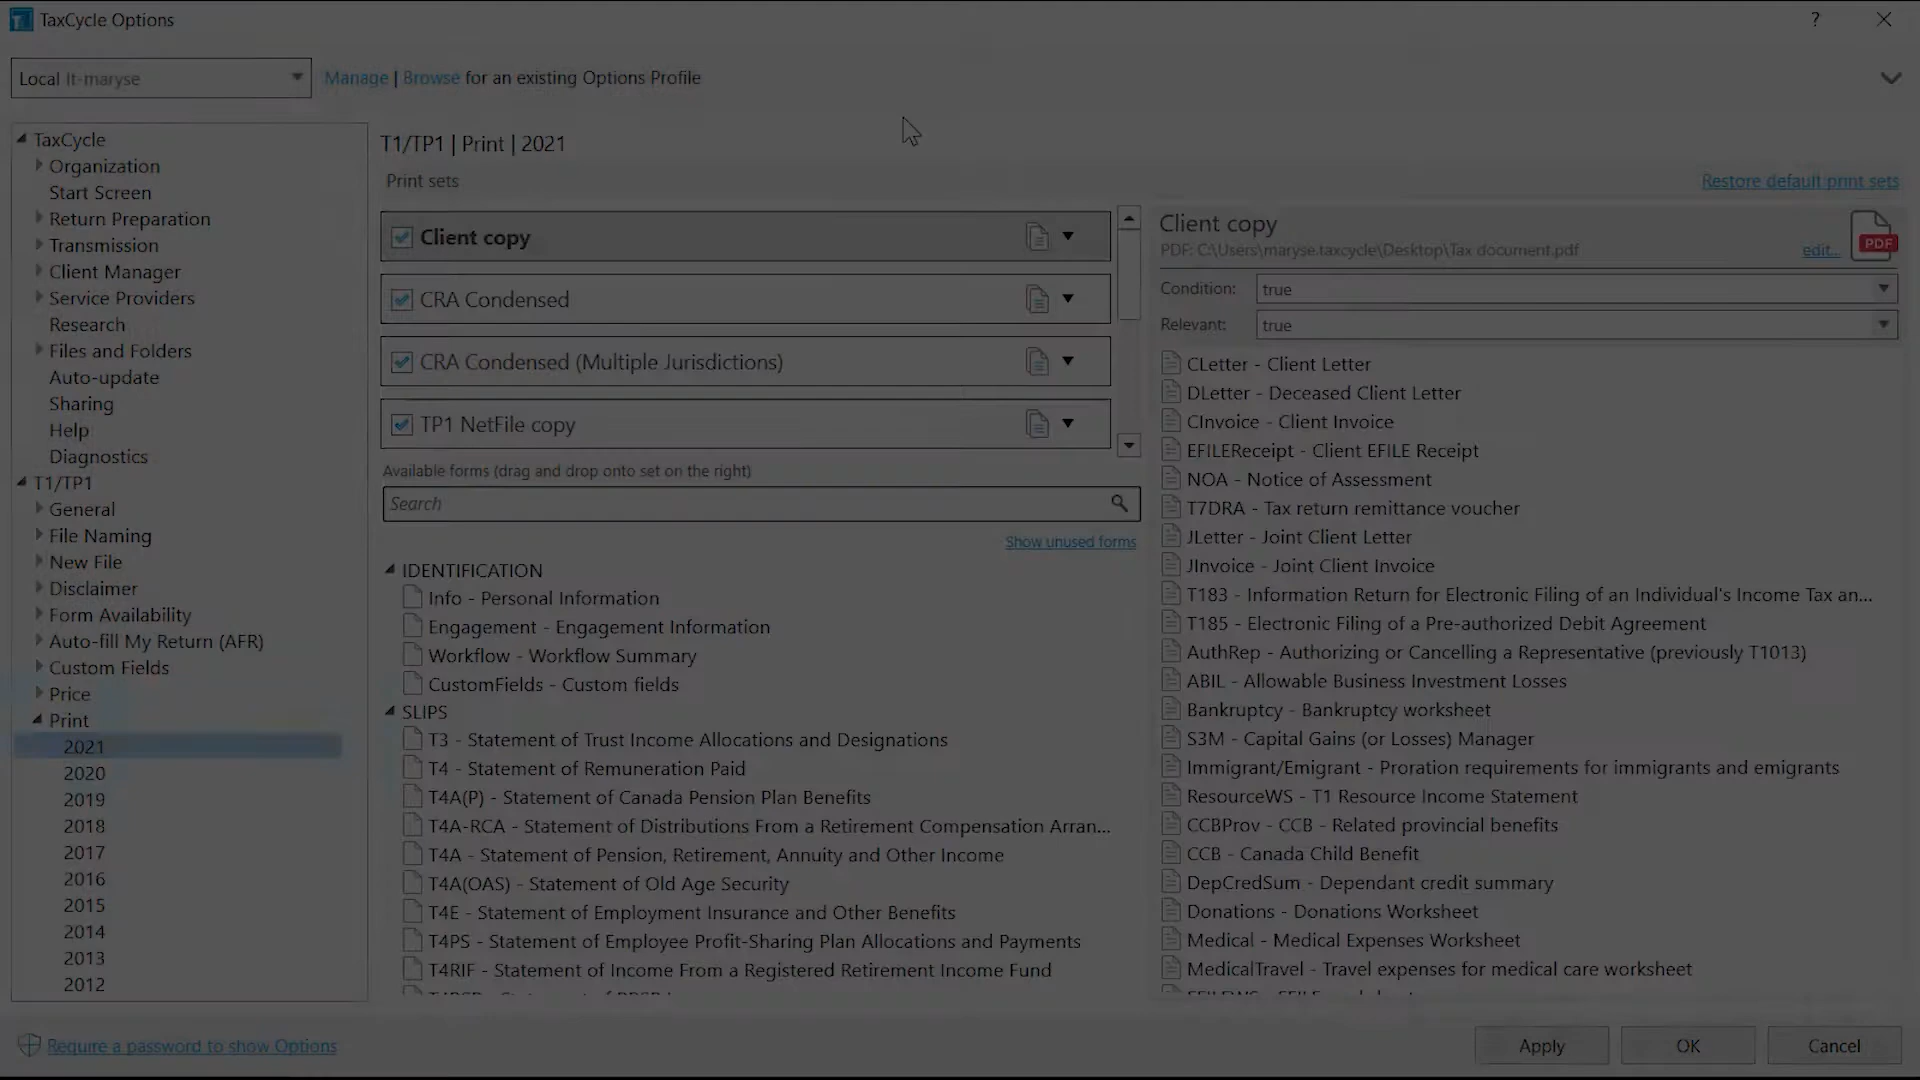 TaxCycle Options
?
Local lt-maryse
Manage | Browse for an existing Options Profile
TaxCycle
Organization
Start Screen
Return Preparation
Transmission
Client Manager
Service Providers
Research
Files and Folders
Auto-update
Sharing
Help
Diagnostics
T1/TP1
General
File Naming
New File
Disclaimer
Form Availability
Auto-fill My Return (AFR)
Custom Fields
Price
Print
2021
2020
2019
2018
2017
2016
2015
2014
2013
2012
T1/TP1 | Print | 2021
Print sets
Restore default print sets
Client copy
CRA Condensed
CRA Condensed (Multiple Jurisdictions)
TP1 NetFile copy
Available forms (drag and drop onto set on the right)
Search
Show unused forms
IDENTIFICATION
Info - Personal Information
Engagement - Engagement Information
Workflow - Workflow Summary
CustomFields - Custom fields
SLIPS
T3 - Statement of Trust Income Allocations and Designations
T4 - Statement of Remuneration Paid
T4A(P) - Statement of Canada Pension Plan Benefits
T4A-RCA - Statement of Distributions From a Retirement Compensation Arran...
T4A - Statement of Pension, Retirement, Annuity and Other Income
T4A(OAS) - Statement of Old Age Security
T4E - Statement of Employment Insurance and Other Benefits
T4PS - Statement of Employee Profit-Sharing Plan Allocations and Payments
T4RIF - Statement of Income From a Registered Retirement Income Fund
Client copy
PDF: C:\Users\maryse.taxcycle\Desktop\Tax document.pdf
edit...
PDF
Condition: true
Relevant: true
CLetter - Client Letter
DLetter - Deceased Client Letter
CInvoice - Client Invoice
EFILEReceipt - Client EFILE Receipt
NOA - Notice of Assessment
T7DRA - Tax return remittance voucher
JLetter - Joint Client Letter
JInvoice - Joint Client Invoice
T183 - Information Return for Electronic Filing of an Individual's Income Tax an...
T185 - Electronic Filing of a Pre-authorized Debit Agreement
AuthRep - Authorizing or Cancelling a Representative (previously T1013)
ABIL - Allowable Business Investment Losses
Bankruptcy - Bankruptcy worksheet
S3M - Capital Gains (or Losses) Manager
Immigrant/Emigrant - Proration requirements for immigrants and emigrants
ResourceWS - T1 Resource Income Statement
CCBProv - CCB - Related provincial benefits
CCB - Canada Child Benefit
DepCredSum - Dependant credit summary
Donations - Donations Worksheet
Medical - Medical Expenses Worksheet
MedicalTravel - Travel expenses for medical care worksheet
Require a password to show Options
Apply
OK
Cancel